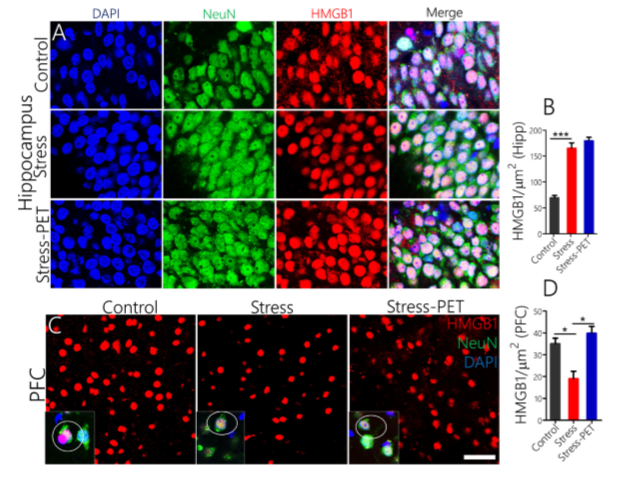 DAPI NeuN HMGB1 Merge
A
Hippocampus
Control
Stress
Stress-PET
B
HMGB1/µm² (Hipp)
200
150
100
50
0
***
Control
Stress
Stress-PET
Control Stress Stress-PET
C
PFC
HMGB1
NeuN
DAPI
D
HMGB1/µm² (PFC)
50
40
30
20
10
0
* *
Control
Stress
Stress-PET